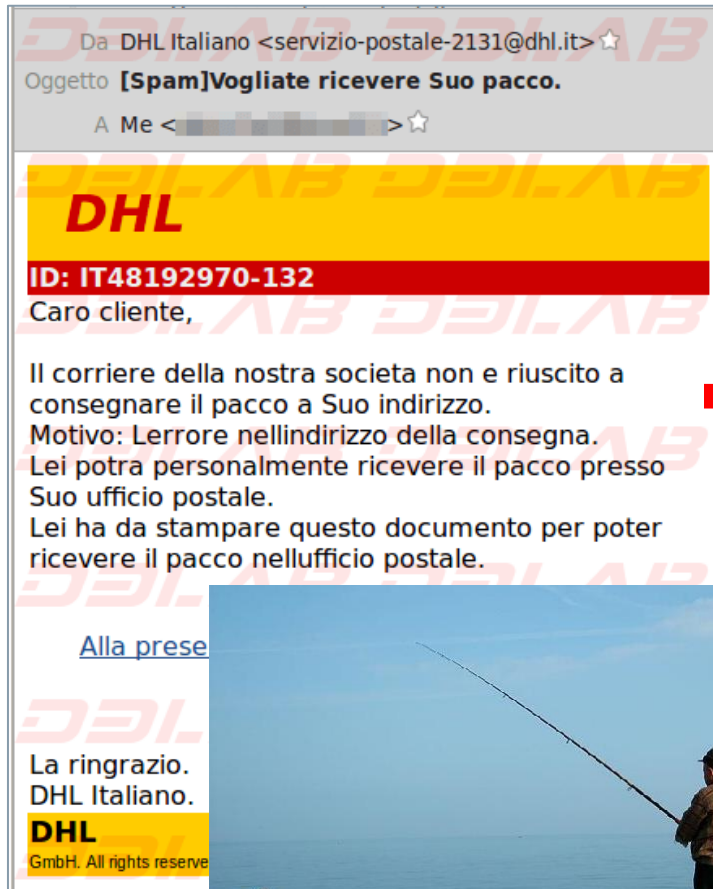 Da DHL Italiano <servizio-postale-2131@dhl.it>
Oggetto [Spam]Vogliate ricevere Suo pacco.
A Me < >
D3LAB D3LAB
DHL
ID: IT48192970-132
Caro cliente,
Il corriere della nostra societa non e riuscito a
consegnare il pacco a Suo indirizzo.
Motivo: Lerrore nellindirizzo della consegna.
Lei potra personalmente ricevere il pacco presso
Suo ufficio postale.
Lei ha da stampare questo documento per poter
ricevere il pacco nellufficio postale.
Alla prese
La ringrazio.
DHL Italiano.
DHL
GmbH. All rights reserve